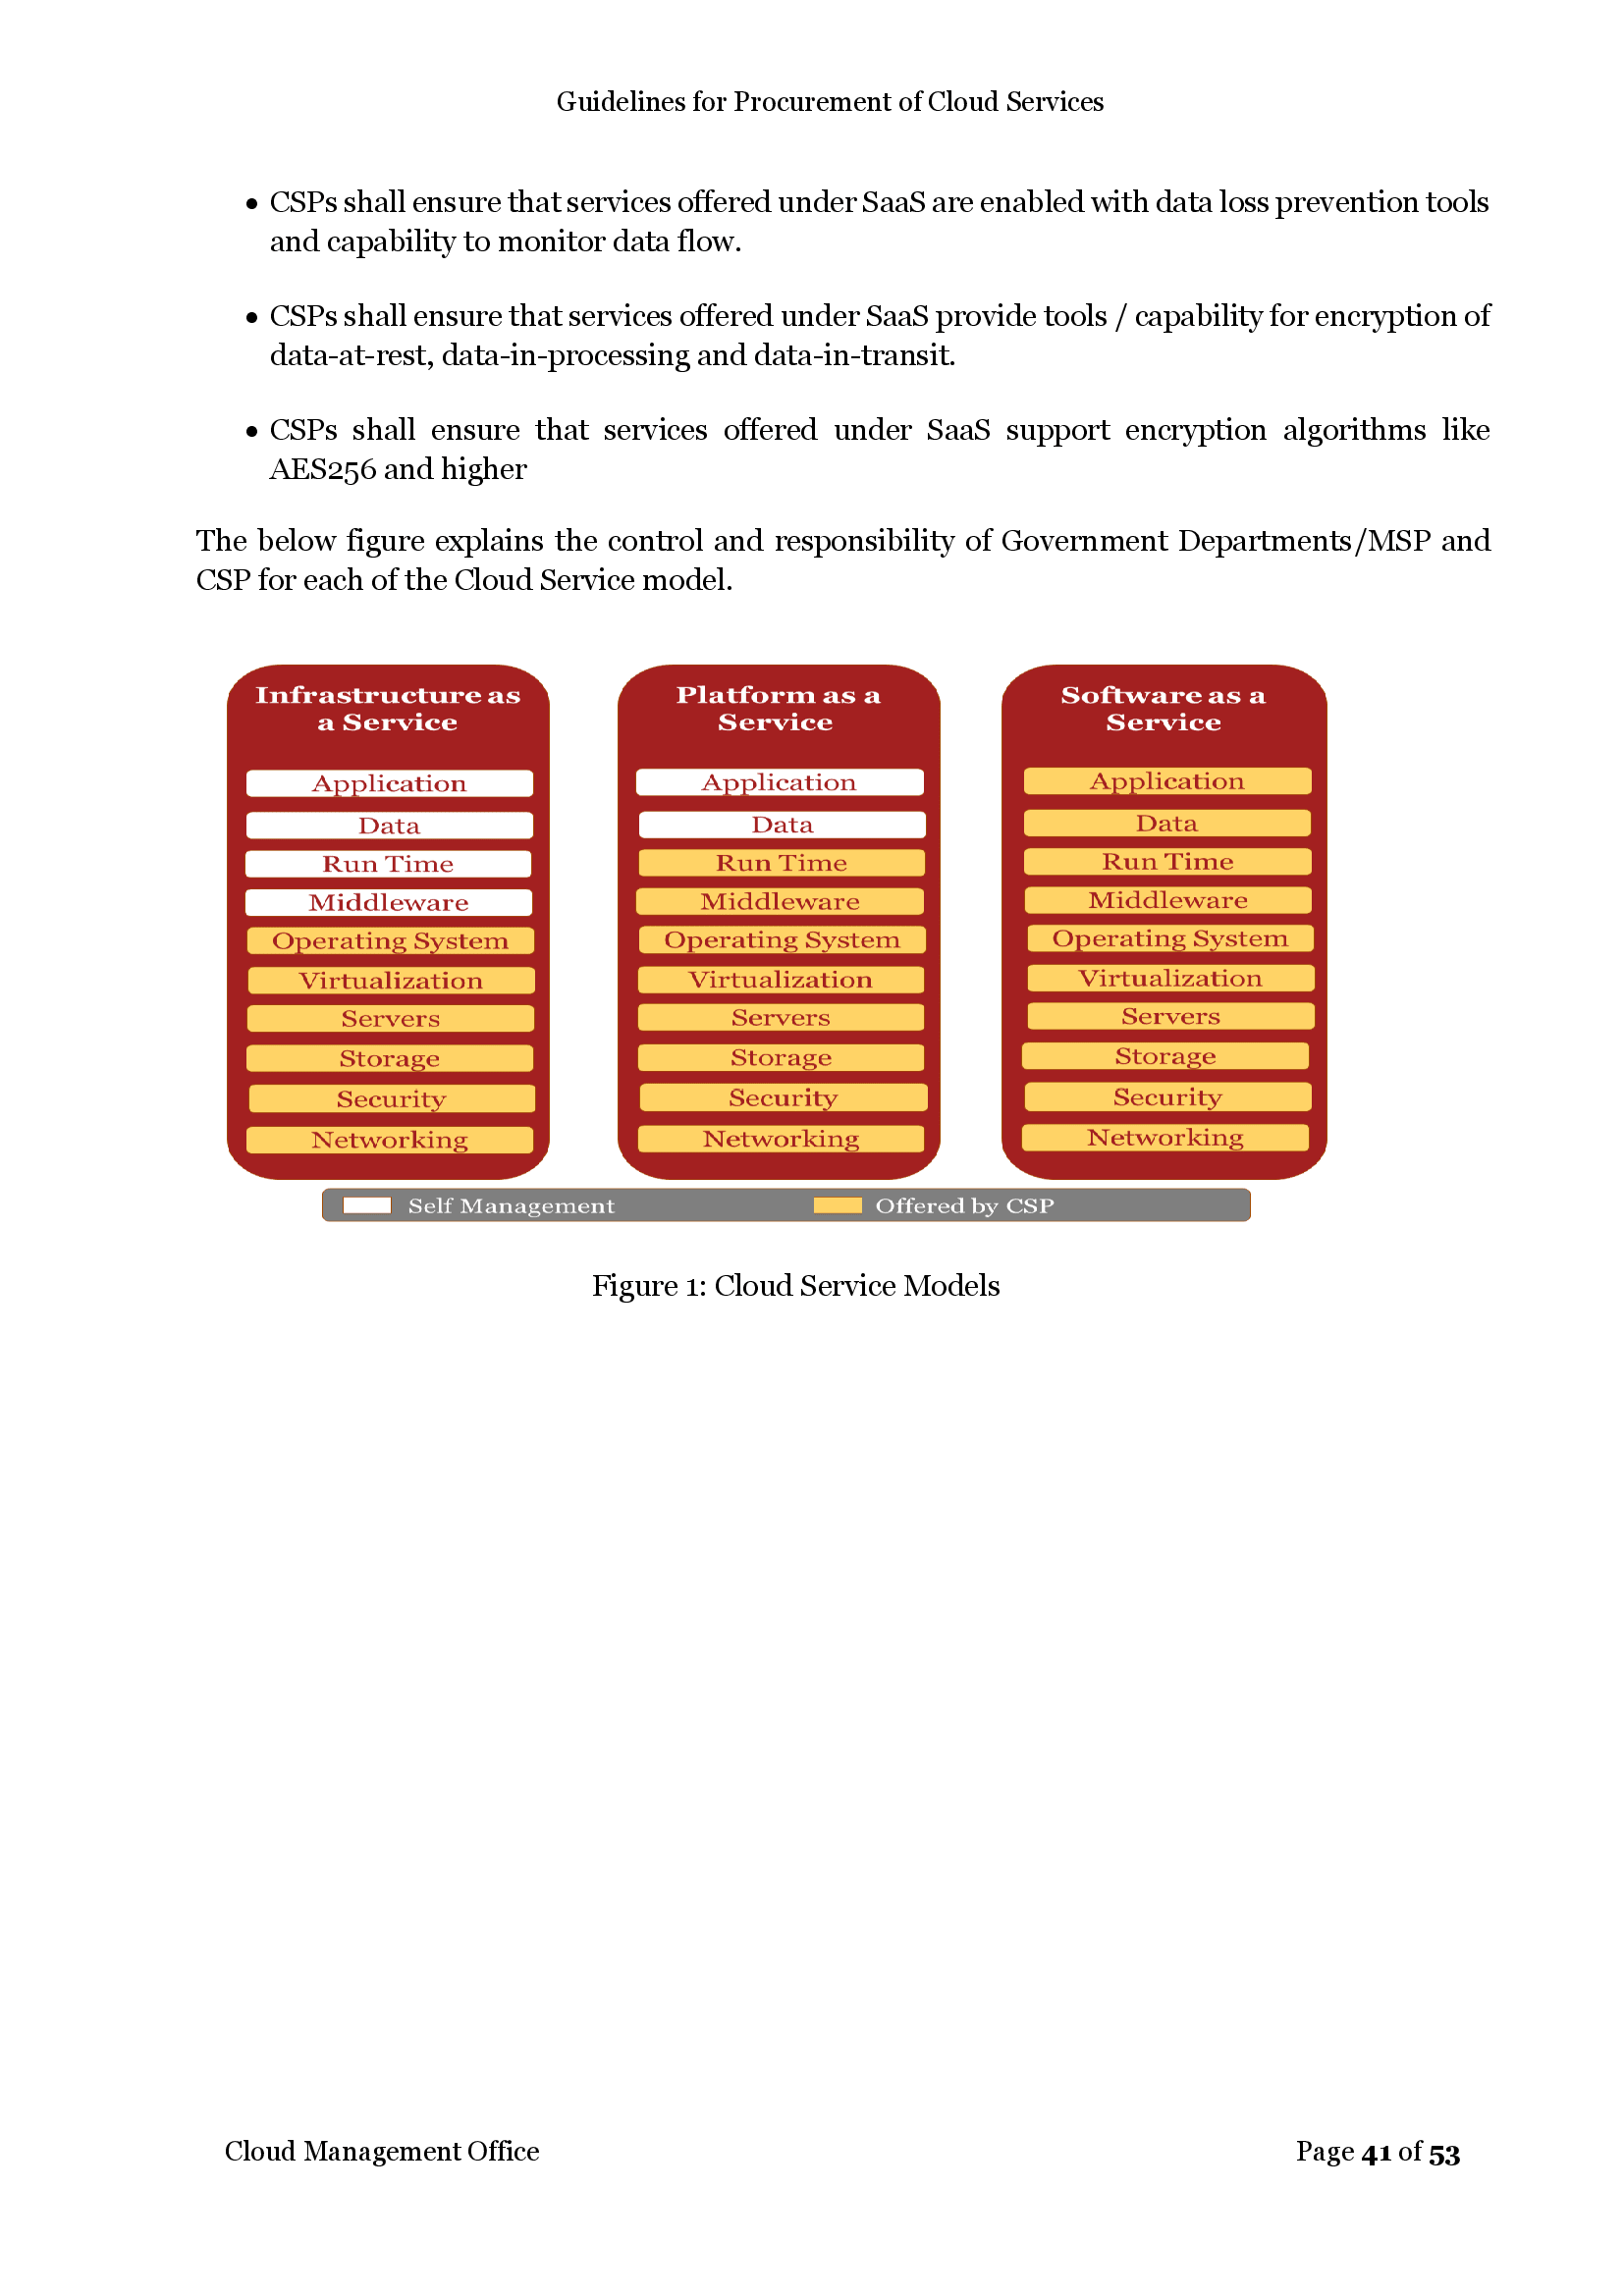 Guidelines for Procurement of Cloud Services
• CSPs shall ensure that services offered under SaaS are enabled with data loss prevention tools
and capability to monitor data flow.
• CSPs shall ensure that services offered under SaaS provide tools / capability for encryption of
data-at-rest, data-in-processing and data-in-transit.
• CSPs shall ensure that services offered under SaaS support encryption algorithms like
AES256 and higher
The below figure explains the control and responsibility of Government Departments/MSP and
CSP for each of the Cloud Service model.
Infrastructure as
a Service
Application
Data
Run Time
Middleware
Operating System
Virtualization
Servers
Storage
Security
Networking
Platform as a
Service
Application
Data
Run Time
Middleware
Operating System
Virtualization
Servers
Storage
Security
Networking
Software as a
Service
Application
Data
Run Time
Middleware
Operating System
Virtualization
Servers
Storage
Security
Networking
Self Management
Offered by CSP
Figure 1: Cloud Service Models
Cloud Management Office
Page 41 of 53